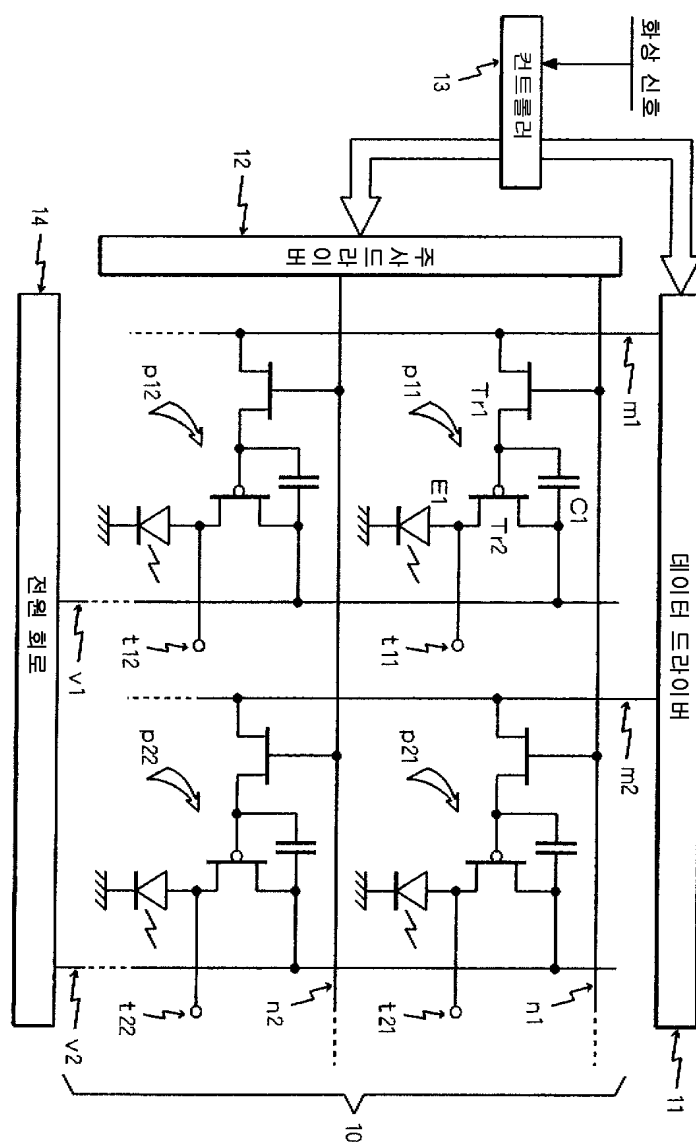 데이터 드라이버
11
화상 신호
m1
m2
컨트롤러
13
C1
n1
Tr1
Tr2
E1
p11
t11
p21
t21
10
주사드라이버
12
n2
p12
t12
p22
t22
v1
v2
14
전원 회로